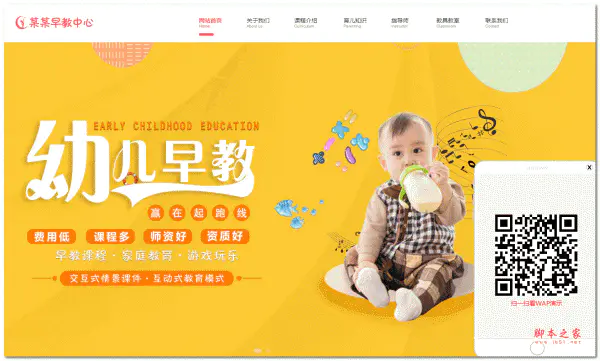 某某早教中心
网站首页 关于我们 课程介绍 育儿知识 指导师 教具教室 联系我们
Home Parenting Instructor Classroom Contact
EARLY CHILDHOOD EDUCATION
幼儿早教
赢在起跑线
费用低 课程多 师资好 资质好
早教课程·家庭教育·游戏玩乐
交互式情景课件·互动式教育模式
x
扫一扫看WAP演示
脚本之家
www.jb51.net